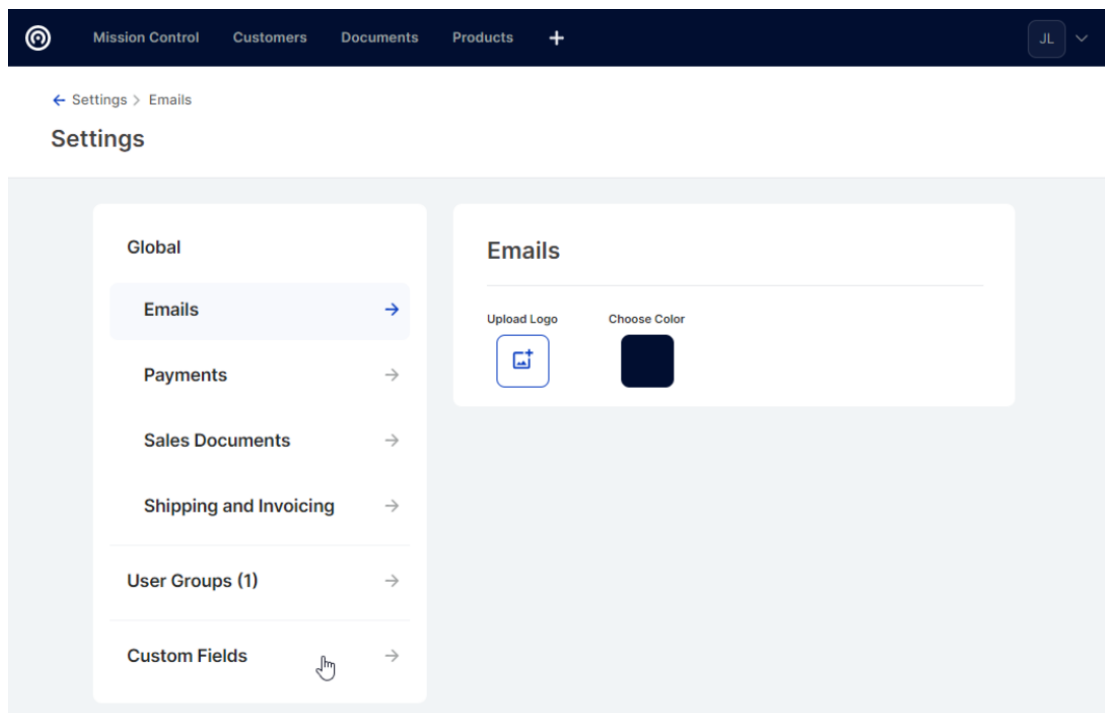 Mission Control Customers Documents Products + JL
← Settings > Emails
Settings
Global
Emails →
Payments →
Sales Documents →
Shipping and Invoicing →
User Groups (1) →
Custom Fields →
Emails
Upload Logo Choose Color